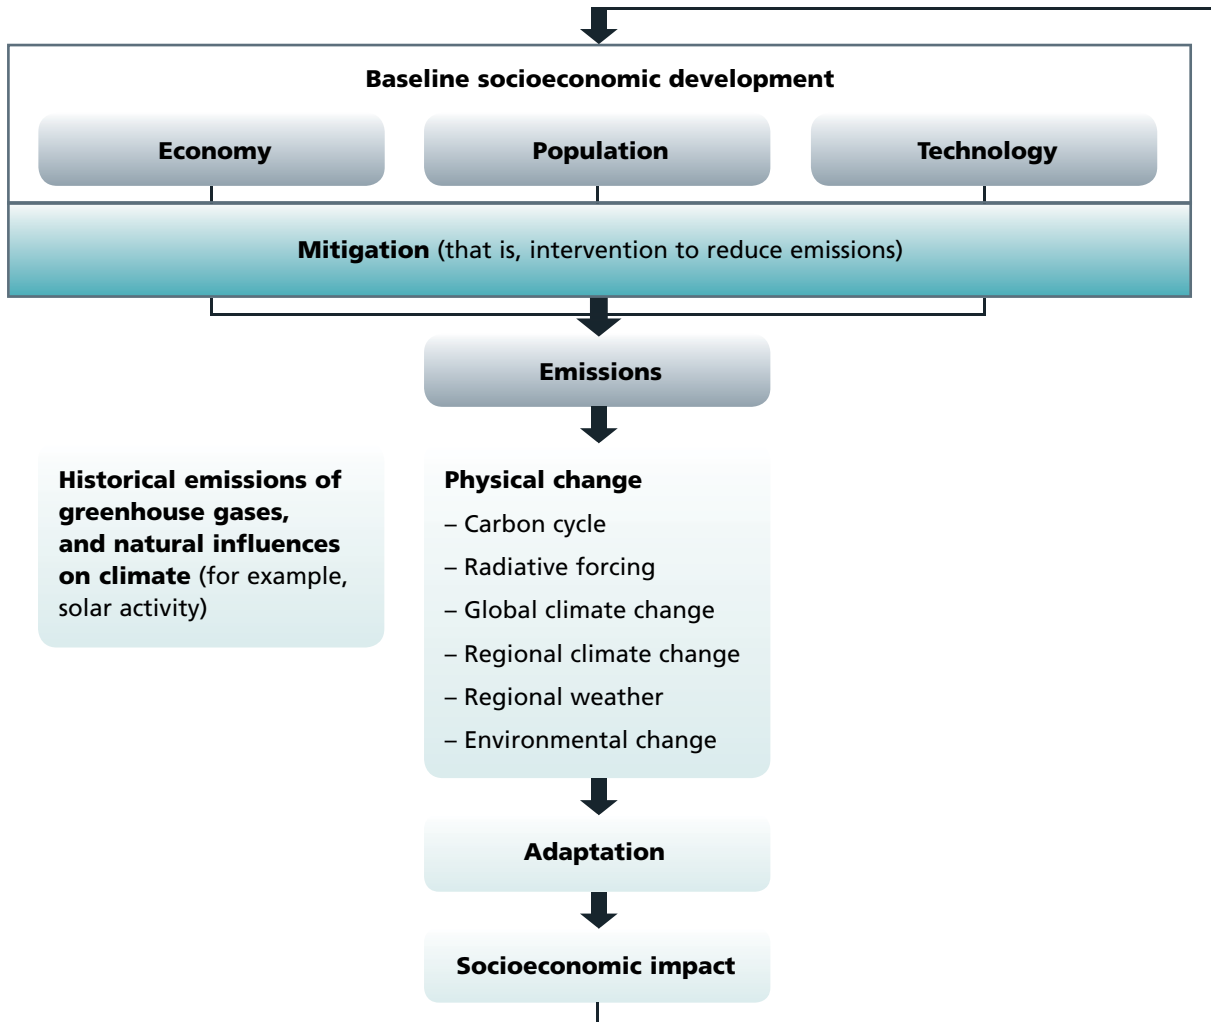 Baseline socioeconomic development
Economy
Population
Technology
Mitigation (that is, intervention to reduce emissions)
Emissions
Historical emissions of
greenhouse gases,
and natural influences
on climate (for example,
solar activity)
Physical change
– Carbon cycle
– Radiative forcing
– Global climate change
– Regional climate change
– Regional weather
– Environmental change
Adaptation
Socioeconomic impact